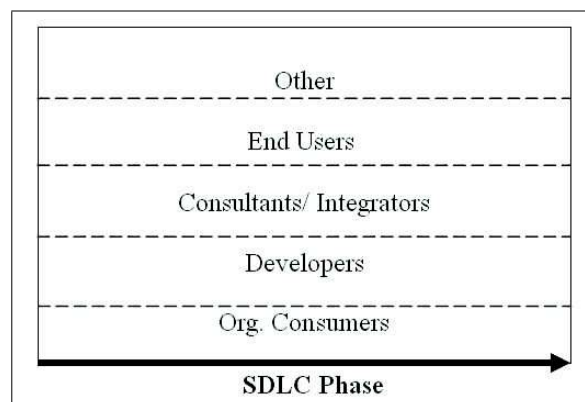 Other
End Users
Consultants/ Integrators
Developers
Org. Consumers
SDLC Phase